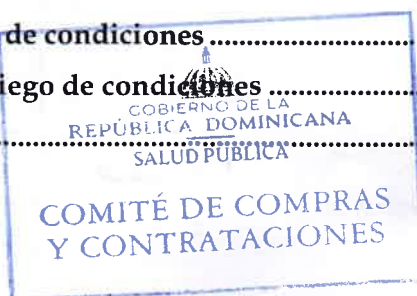 de condiciones ........................
iego de condiciones ................
GOBIERNO DE LA
REPÚBLICA DOMINICANA
........................................................
SALUD PÚBLICA
COMITÉ DE COMPRAS
Y CONTRATACIONES